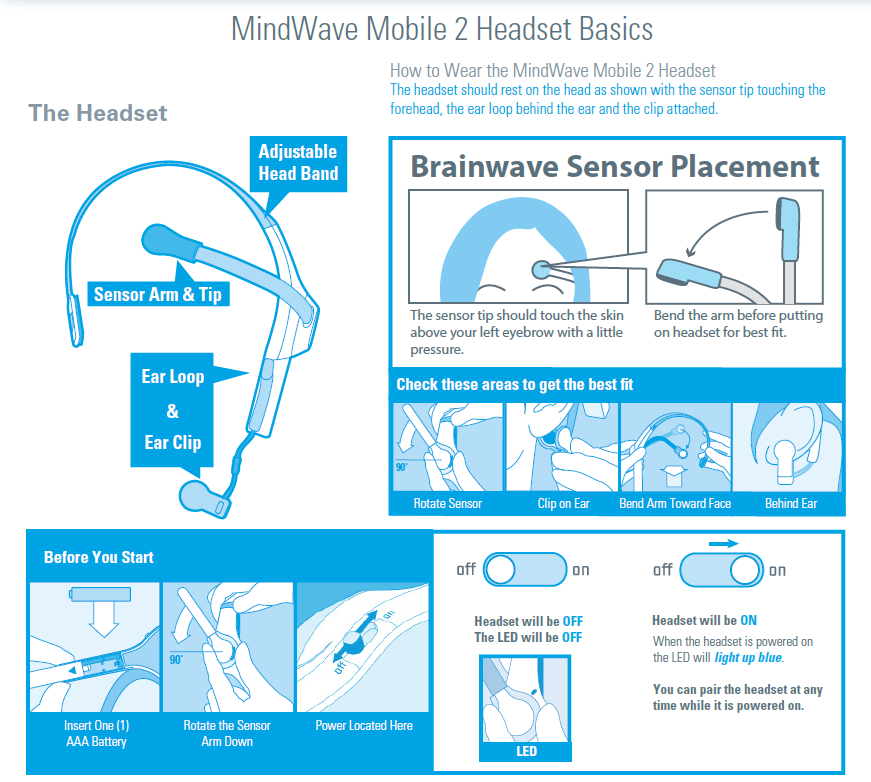 MindWave Mobile 2 Headset Basics
The Headset
Adjustable
Head Band
Sensor Arm & Tip
Ear Loop
&
Ear Clip
How to Wear the MindWave Mobile 2 Headset
The headset should rest on the head as shown with the sensor tip touching the
forehead, the ear loop behind the ear and the clip attached.
Brainwave Sensor Placement
The sensor tip should touch the skin
above your left eyebrow with a little
pressure.
Bend the arm before putting
on headset for best fit.
Check these areas to get the best fit
90°
Rotate Sensor
Clip on Ear
Bend Arm Toward Face
Behind Ear
Before You Start
Insert One (1)
AAA Battery
90°
Rotate the Sensor
Arm Down
on
off
Power Located Here
off
on
Headset will be OFF
The LED will be OFF
LED
off
on
Headset will be ON
When the headset is powered on
the LED will light up blue.
You can pair the headset at any
time while it is powered on.